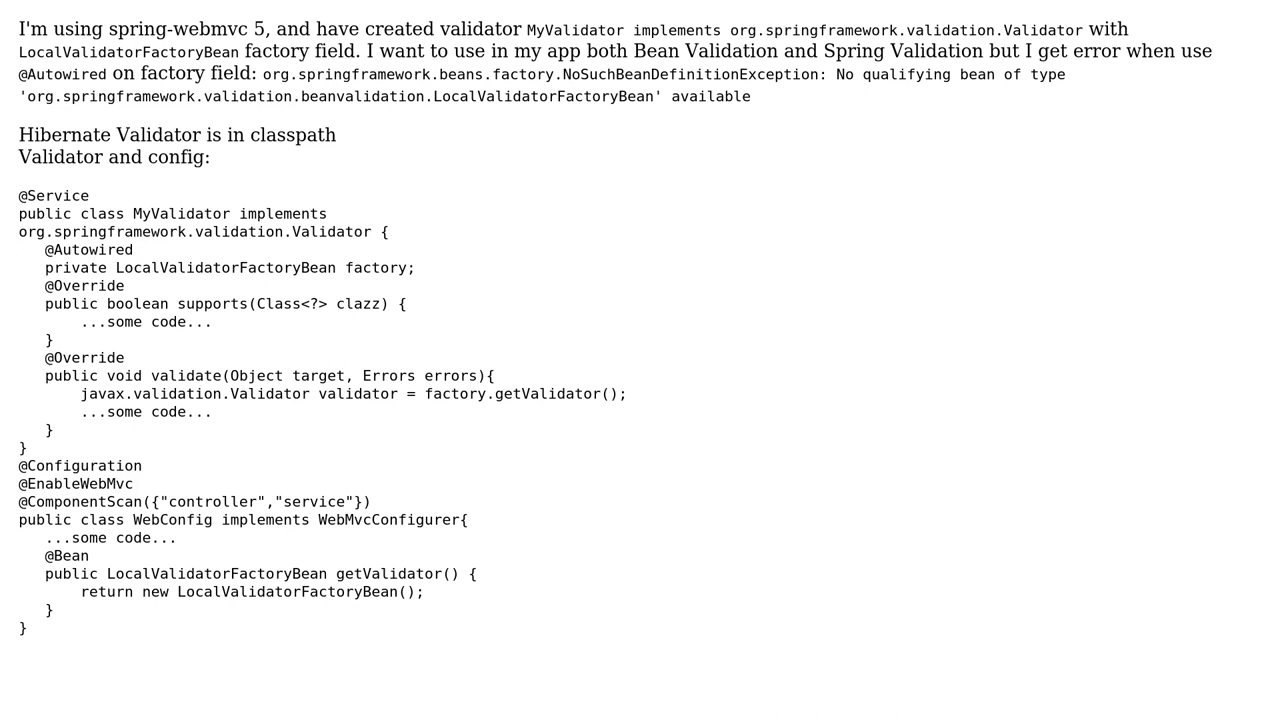 I'm using spring-webmvc 5, and have created validator MyValidator implements org.springframework.validation.Validator with
LocalValidatorFactoryBean factory field. I want to use in my app both Bean Validation and Spring Validation but I get error when use
@Autowired on factory field: org.springframework.beans.factory.NoSuchBeanDefinitionException: No qualifying bean of type
'org.springframework.validation.beanvalidation.LocalValidatorFactoryBean' available
Hibernate Validator is in classpath
Validator and config:
@Service
public class MyValidator implements
org.springframework.validation.Validator {
   @Autowired
   private LocalValidatorFactoryBean factory;
   @Override
   public boolean supports(Class<?> clazz) {
       ...some code...
   }
   @Override
   public void validate(Object target, Errors errors){
       javax.validation.Validator validator = factory.getValidator();
       ...some code...
   }
}
@Configuration
@EnableWebMvc
@ComponentScan({"controller","service"})
public class WebConfig implements WebMvcConfigurer{
   ...some code...
   @Bean
   public LocalValidatorFactoryBean getValidator() {
       return new LocalValidatorFactoryBean();
   }
}